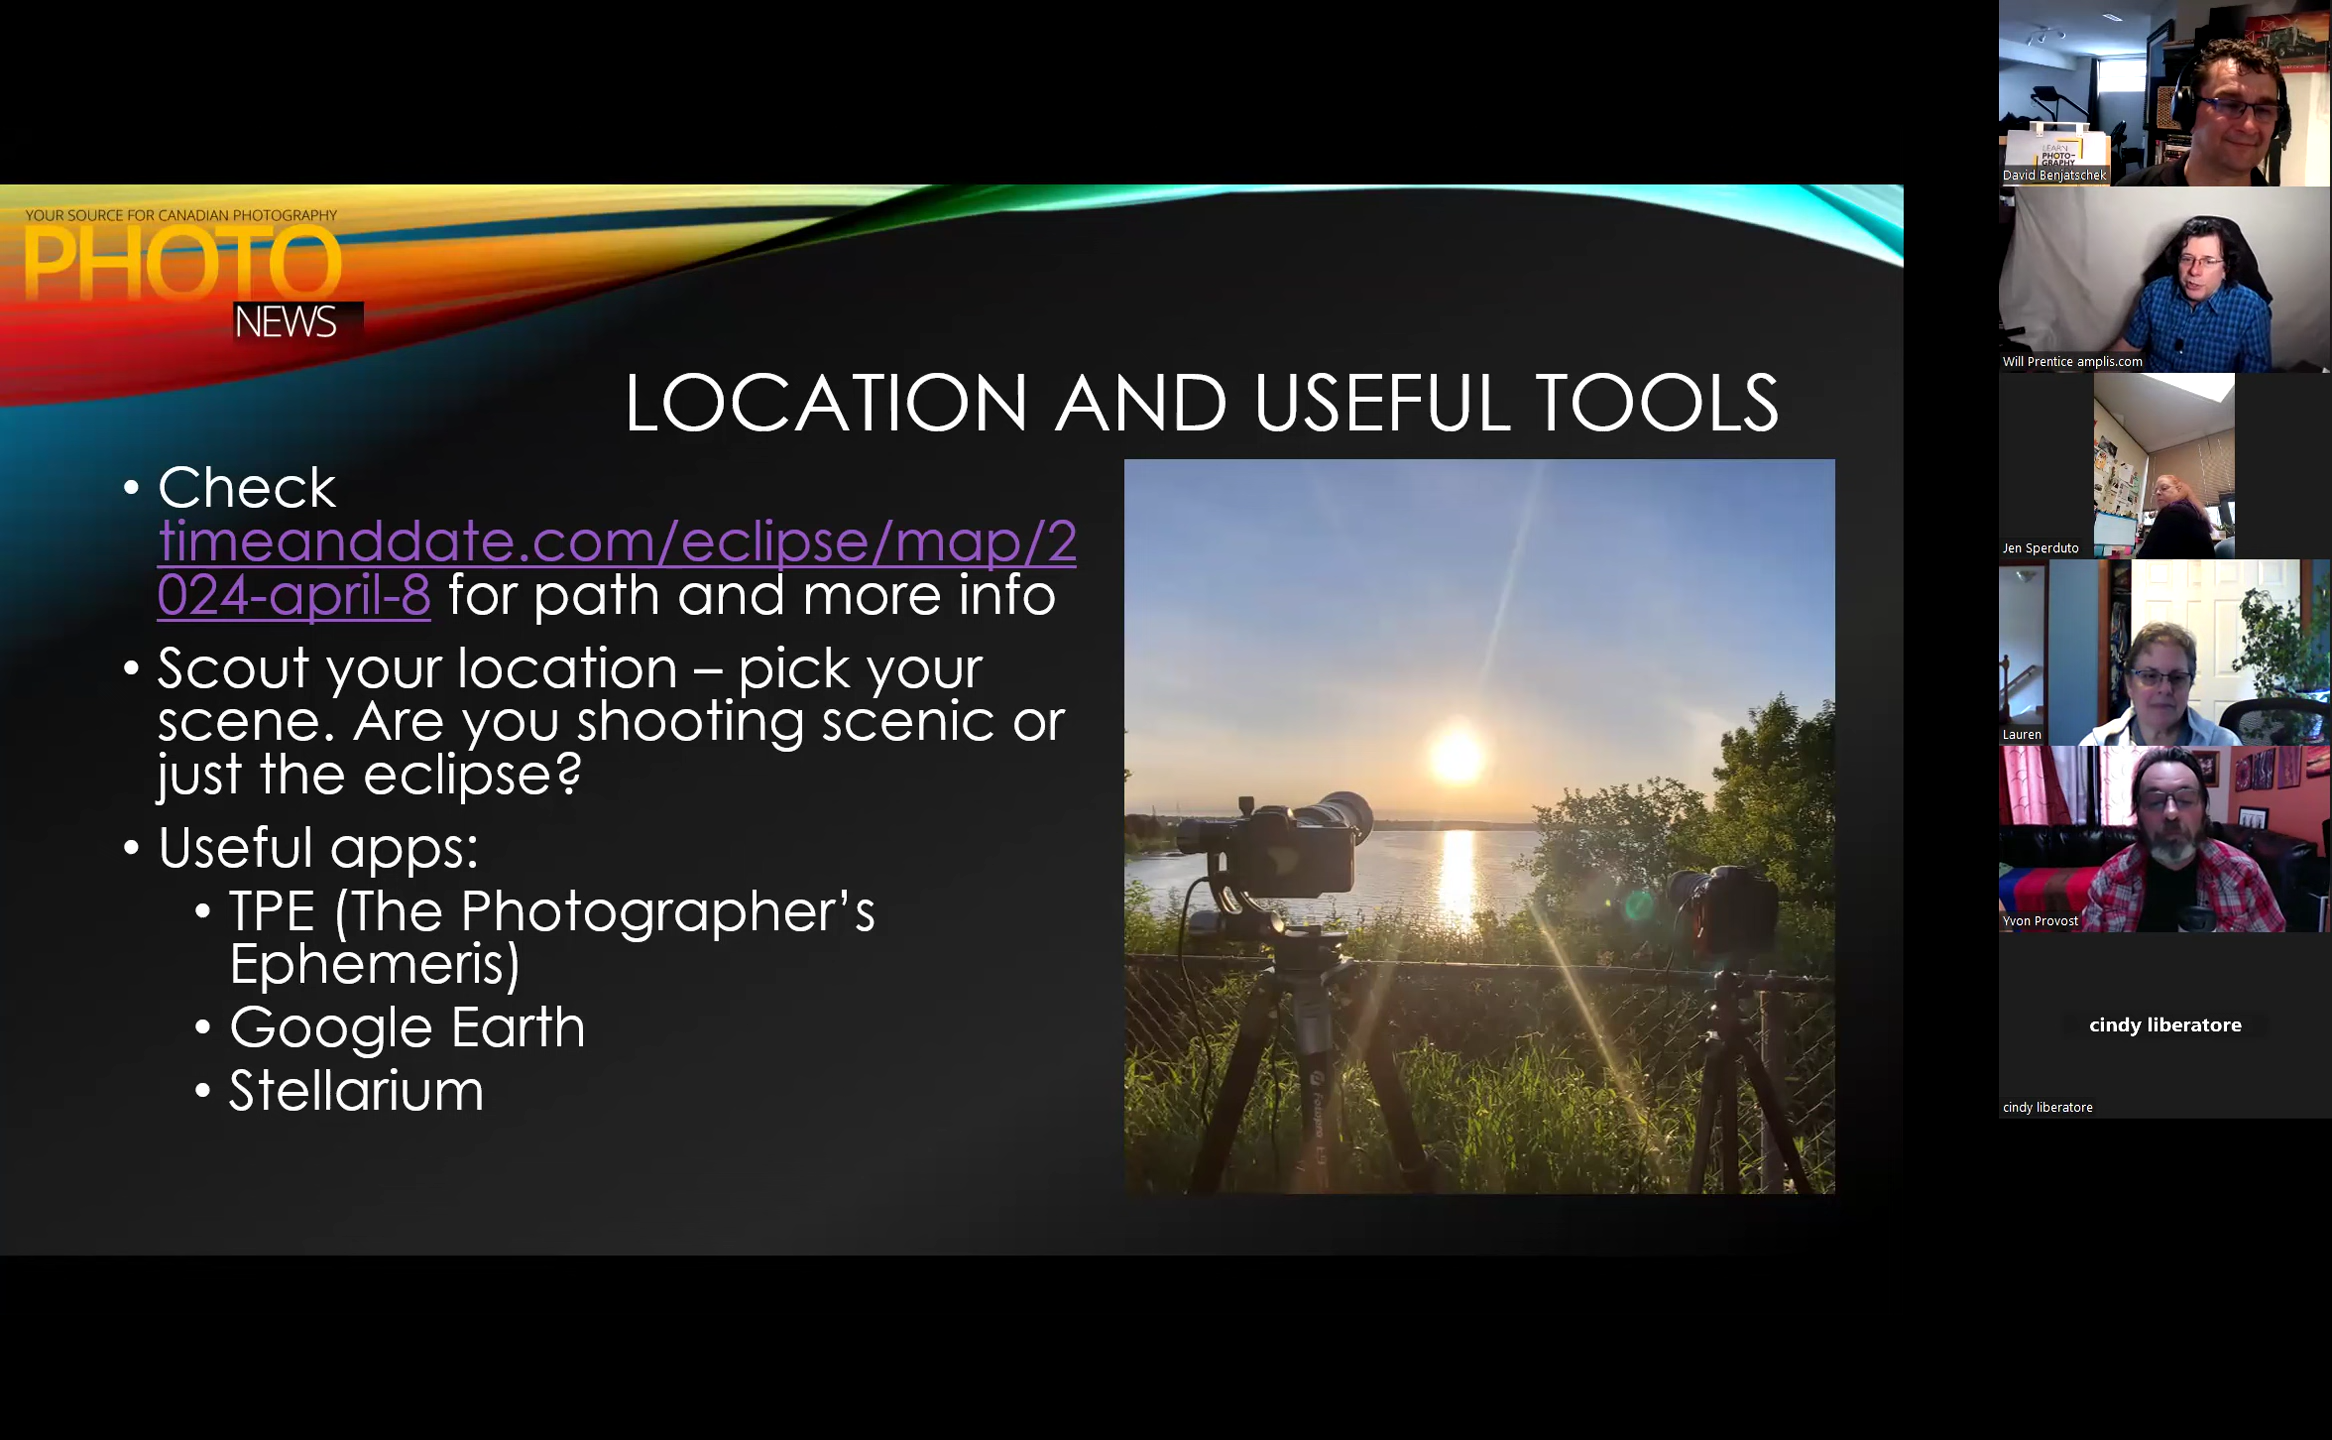 YOUR SOURCE FOR CANADIAN PHOTOGRAPHY
PHOTO
NEWS
LOCATION AND USEFUL TOOLS
• Check
timeanddate.com/eclipse/map/2
024-april-8 for path and more info
• Scout your location – pick your
scene. Are you shooting scenic or
just the eclipse?
• Useful apps:
• TPE (The Photographer’s
Ephemeris)
• Google Earth
• Stellarium
LEARN
PHOTO-
GRAPHY
David Benjatschek
Will Prentice amplis.com
Jen Sperduto
Lauren
Yvon Provost
cindy liberatore
cindy liberatore